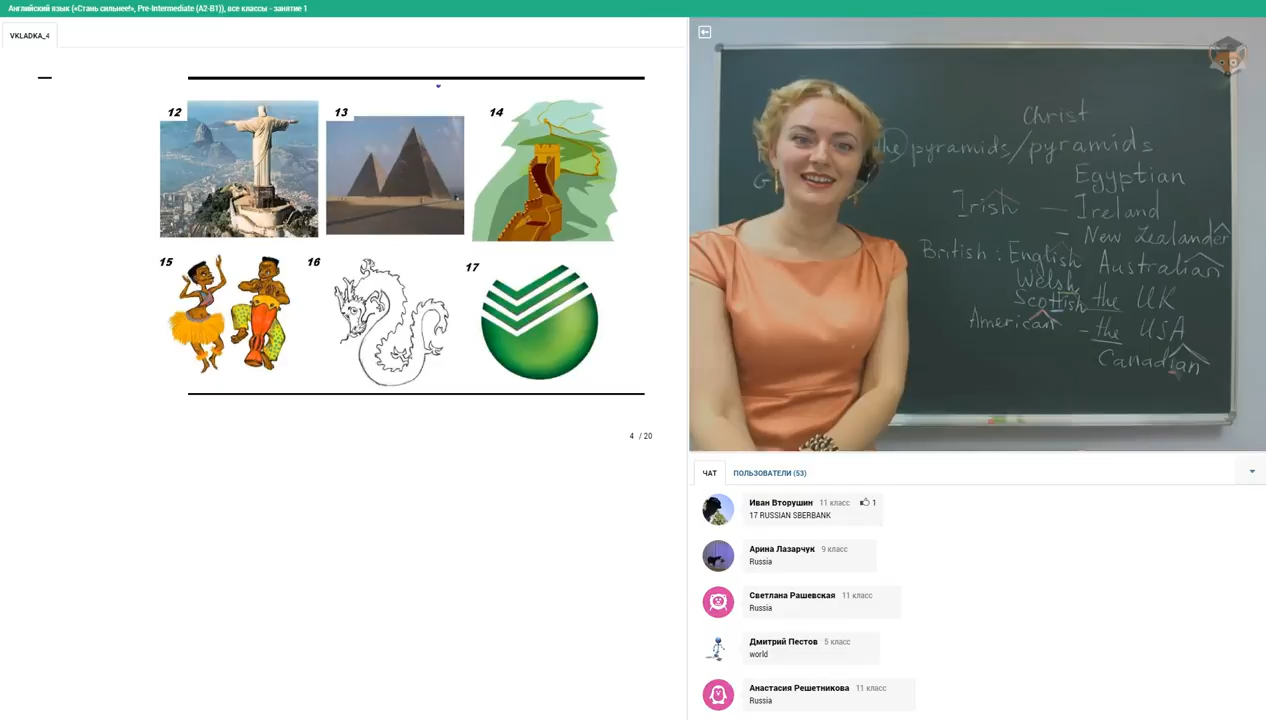 Английский язык («Стань сильнее!», Pre-Intermediate (A2-B1)), все классы - занятие 1
VKLADKA_4
12
13
14
15
16
17
4 / 20
Christ
the pyramids/pyramids
Egyptian
Irish — Ireland
- New Zealander
British: English Australian
Welsh
Scottish the UK
American - the USA
Canadian
ЧАТ
ПОЛЬЗОВАТЕЛИ (53)
Иван Вторушин 11 класс 1
17 RUSSIAN SBERBANK
Арина Лазарчук 9 класс
Russia
Светлана Рашевская 11 класс
Russia
Дмитрий Пестов 5 класс
world
Анастасия Решетникова 11 класс
Russia